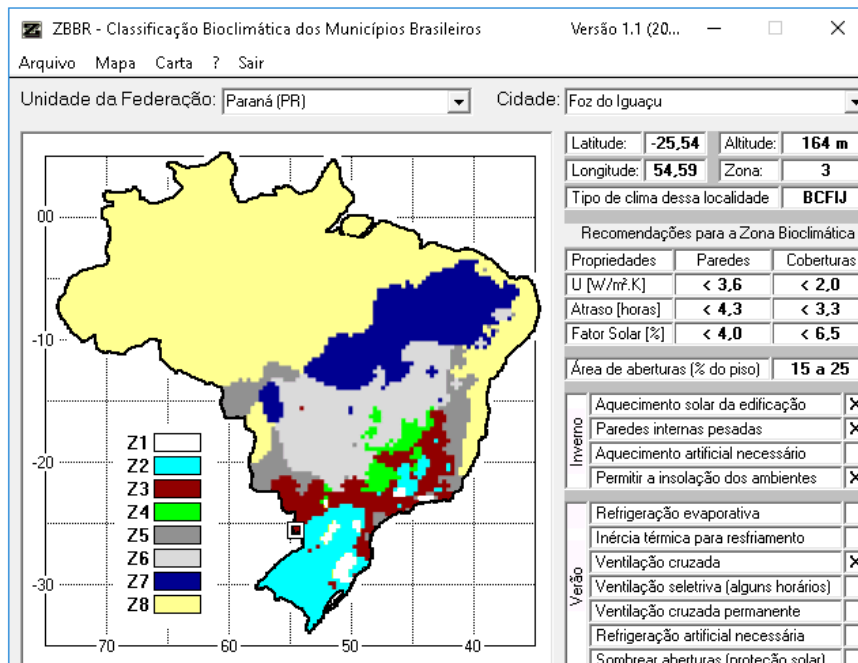 ZBBR - Classificação Bioclimática dos Municípios Brasileiros Versão 1.1 (20...
Arquivo Mapa Carta ? Sair
Unidade da Federação: Paraná (PR) Cidade: Foz do Iguaçu
Latitude: -25,54 Altitude: 164 m
Longitude: 54,59 Zona: 3
Tipo de clima dessa localidade BCFIJ
Recomendações para a Zona Bioclimática
Propriedades Paredes Coberturas
U [W/m².K] < 3,6 < 2,0
Atraso [horas] < 4,3 < 3,3
Fator Solar [%] < 4,0 < 6,5
Área de aberturas (% do piso) 15 a 25
Inverno
Aquecimento solar da edificação X
Paredes internas pesadas X
Aquecimento artificial necessário
Permitir a insolação dos ambientes X
Verão
Refrigeração evaporativa
Inércia térmica para resfriamento
Ventilação cruzada X
Ventilação seletriva (alguns horários)
Ventilação cruzada permanente
Refrigeração artificial necessária
Sombrear aberturas (proteção solar)
00
-10
-20
-30
Z1
Z2
Z3
Z4
Z5
Z6
Z7
Z8
70 60 50 40